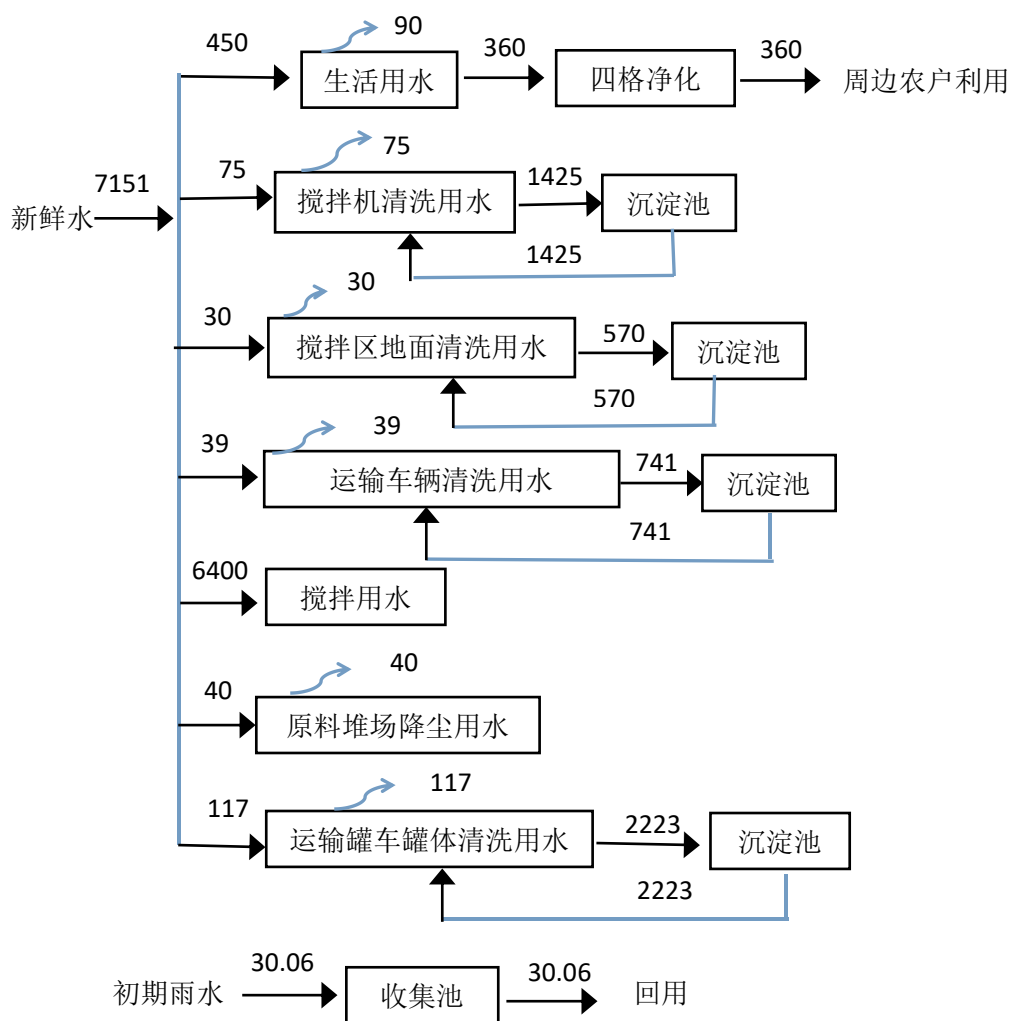 90
450
360
360
生活用水
四格净化
周边农户利用
75
75
1425
7151
搅拌机清洗用水
沉淀池
新鲜水
1425
30
30
570
搅拌区地面清洗用水
沉淀池
570
39
39
741
运输车辆清洗用水
沉淀池
741
6400
搅拌用水
40
40
原料堆场降尘用水
117
117
2223
运输罐车罐体清洗用水
沉淀池
2223
30.06
30.06
初期雨水
收集池
回用